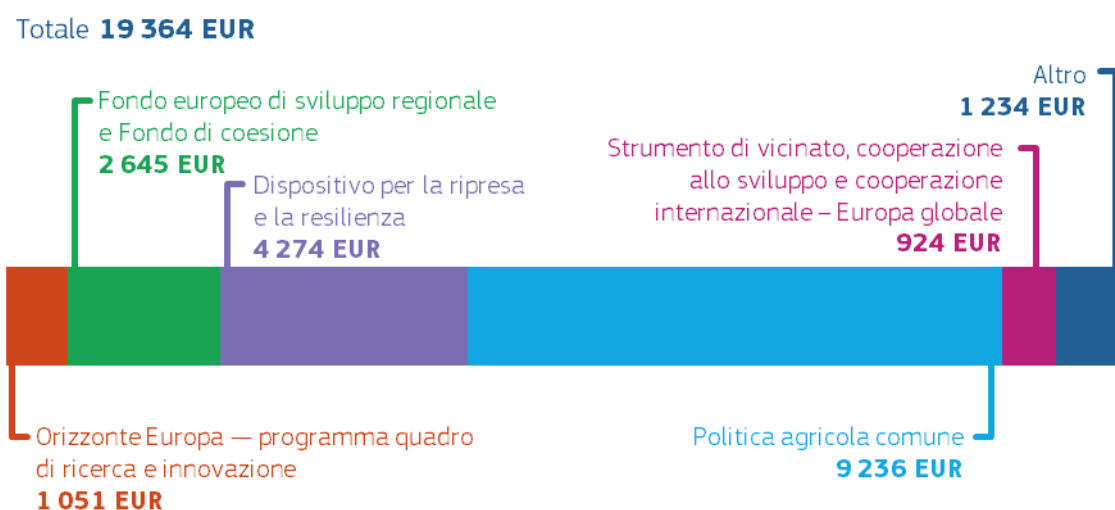 Totale 19 364 EUR
Fondo europeo di sviluppo regionale
e Fondo di coesione
2 645 EUR
Dispositivo per la ripresa
e la resilienza
4 274 EUR
Altro
1 234 EUR
Strumento di vicinato, cooperazione
allo sviluppo e cooperazione
internazionale – Europa globale
924 EUR
Orizzonte Europa — programma quadro
di ricerca e innovazione
1 051 EUR
Politica agricola comune
9 236 EUR